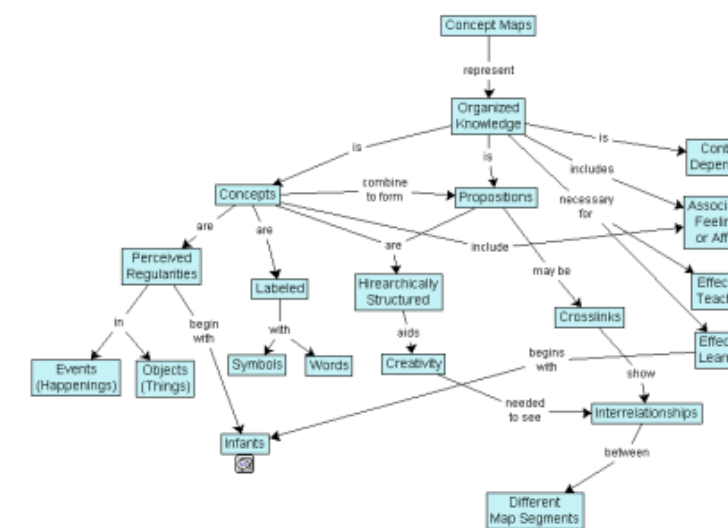 Concept Maps
represent
Organized
Knowledge
is
is
is
includes
necessary
for
Concepts
combine
to form
Propositions
are
are
are
include
may be
Perceived
Regularities
Labeled
Hirearchically
Structured
Crosslinks
in
begin
with
with
aids
begins
with
show
Events
(Happenings)
Objects
(Things)
Symbols
Words
Creativity
needed
to see
Interrelationships
Infants
between
Different
Map Segments